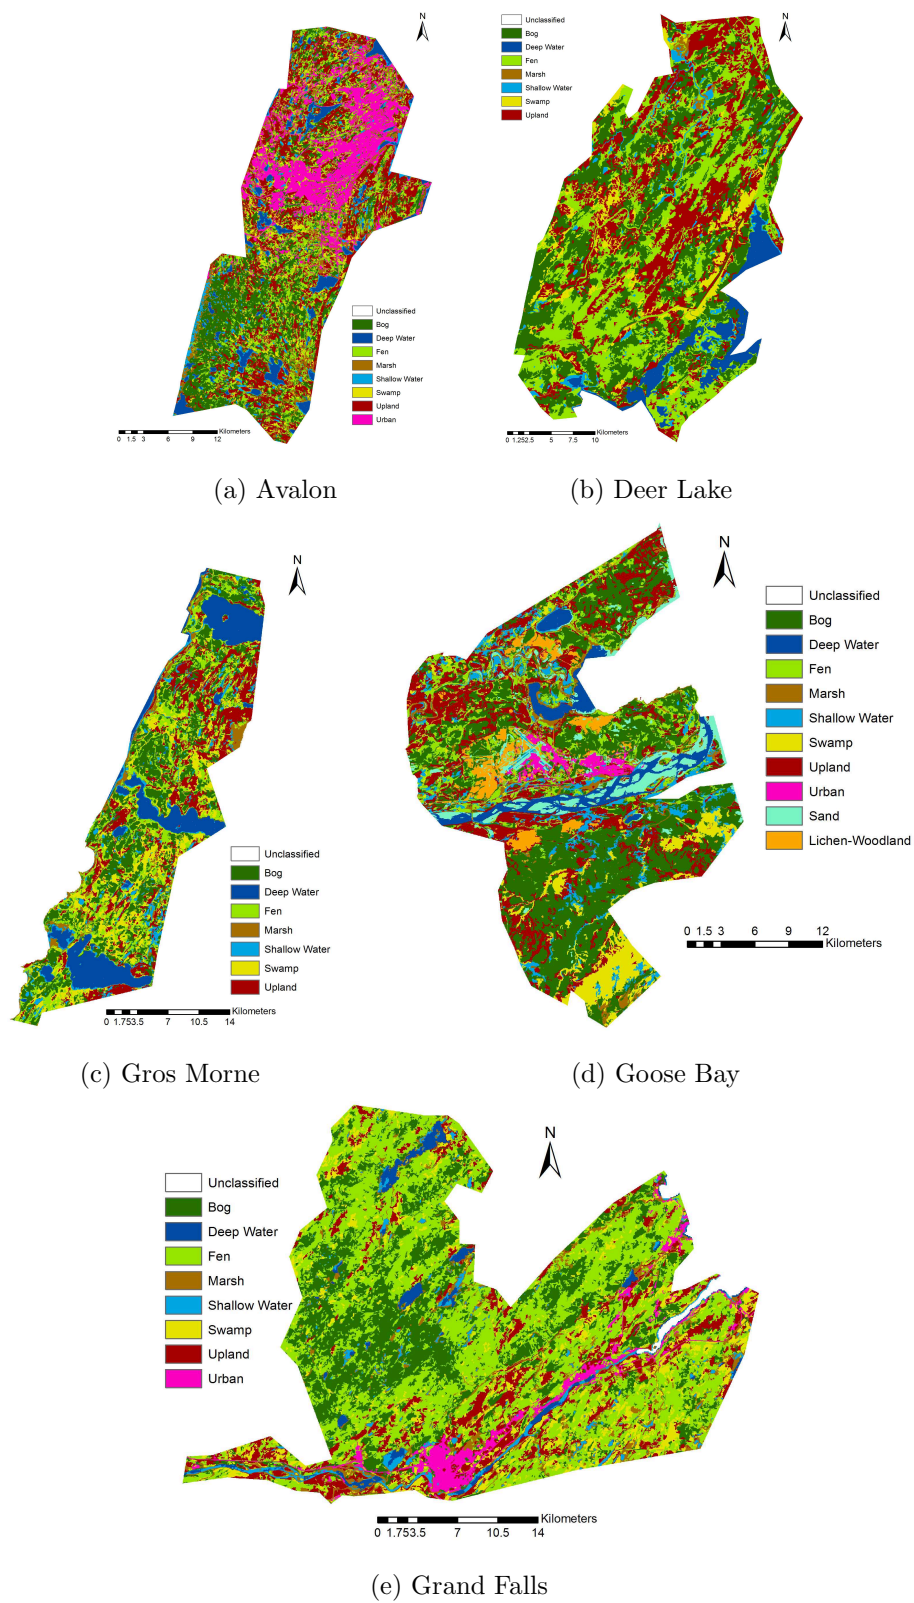 N
Unclassified
Bog
Deep Water
Fen
Marsh
Shallow Water
Swamp
Upland
Urban
Kilometers
0 1.5 3 6 9 12
(a) Avalon
N
Unclassified
Bog
Deep Water
Fen
Marsh
Shallow Water
Swamp
Upland
Kilometers
0 1.252.5 5 7.5 10
(b) Deer Lake
N
Unclassified
Bog
Deep Water
Fen
Marsh
Shallow Water
Swamp
Upland
Kilometers
0 1.753.5 7 10.5 14
(c) Gros Morne
N
Unclassified
Bog
Deep Water
Fen
Marsh
Shallow Water
Swamp
Upland
Urban
Sand
Lichen-Woodland
0 1.5 3 6 9 12
Kilometers
(d) Goose Bay
N
Unclassified
Bog
Deep Water
Fen
Marsh
Shallow Water
Swamp
Upland
Urban
Kilometers
0 1.753.5 7 10.5 14
(e) Grand Falls